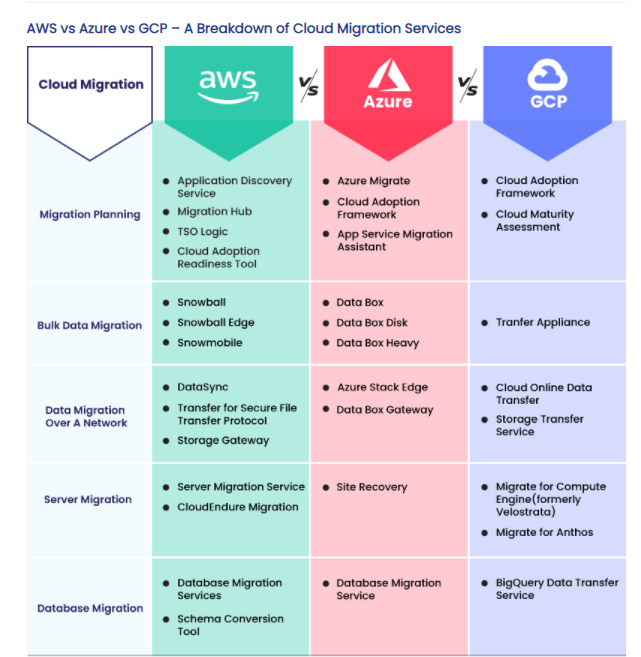 AWS vs Azure vs GCP – A Breakdown of Cloud Migration Services
Cloud Migration
aws
V/S
Azure
V/S
GCP
Migration Planning
Application Discovery
Service
Migration Hub
TSO Logic
Cloud Adoption
Readiness Tool
Azure Migrate
Cloud Adoption
Framework
App Service Migration
Assistant
Cloud Adoption
Framework
Cloud Maturity
Assessment
Bulk Data Migration
Snowball
Snowball Edge
Snowmobile
Data Box
Data Box Disk
Data Box Heavy
Tranfer Appliance
Data Migration
Over A Network
DataSync
Transfer for Secure File
Transfer Protocol
Storage Gateway
Azure Stack Edge
Data Box Gateway
Cloud Online Data
Transfer
Storage Transfer
Service
Server Migration
Server Migration Service
CloudEndure Migration
Site Recovery
Migrate for Compute
Engine(formerly
Velostrata)
Migrate for Anthos
Database Migration
Database Migration
Services
Schema Conversion
Tool
Database Migration
Service
BigQuery Data Transfer
Service